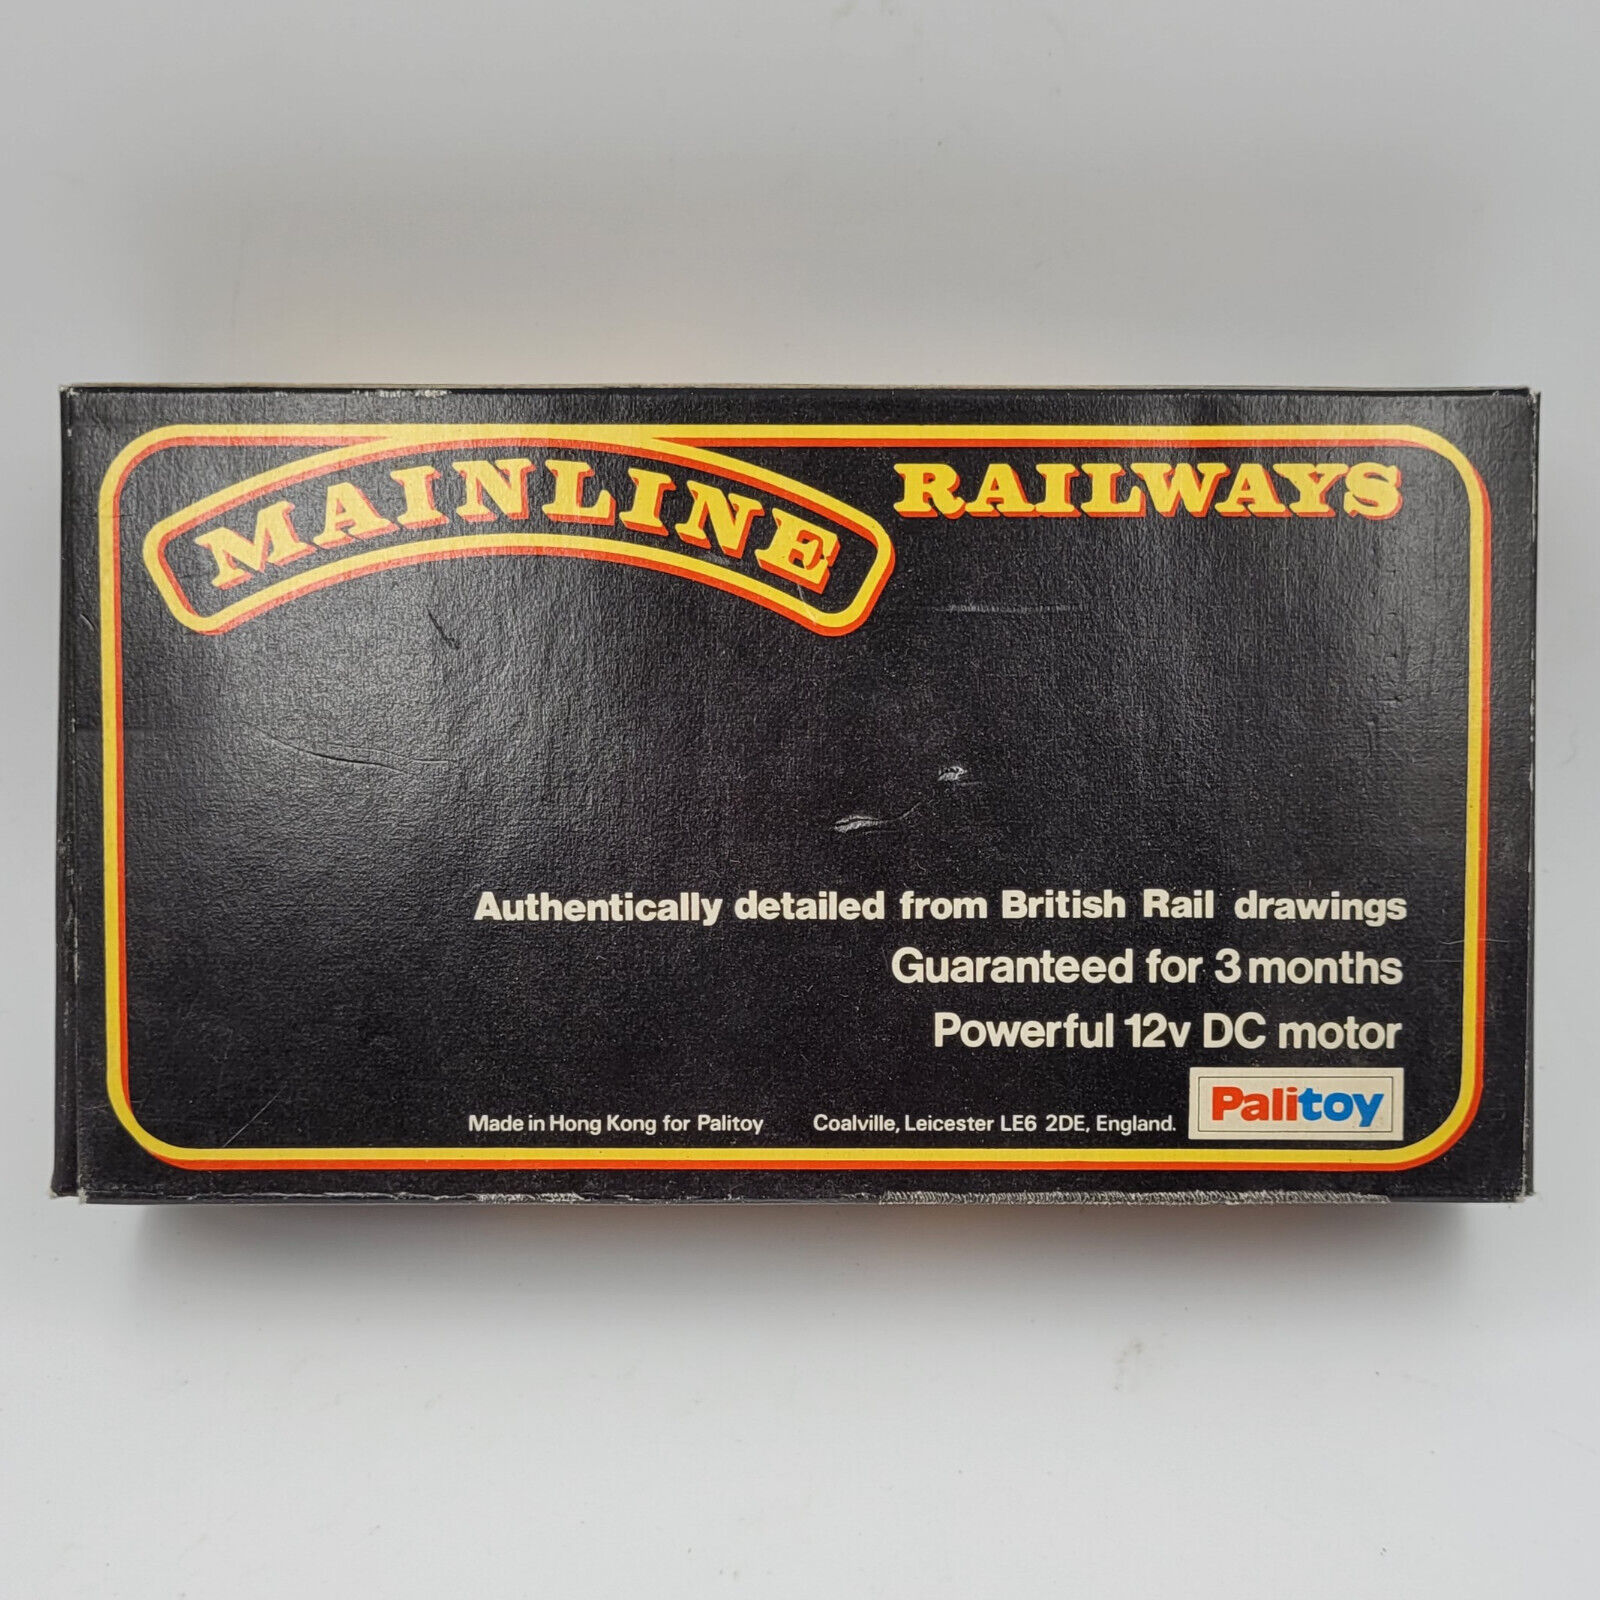 MAINLINE RAILWAYS
Authentically detailed from British Rail drawings
Guaranteed for 3 months
Powerful 12v DC motor
Made in Hong Kong for Palitoy Coalville, Leicester LE6 2DE, England. Palitoy